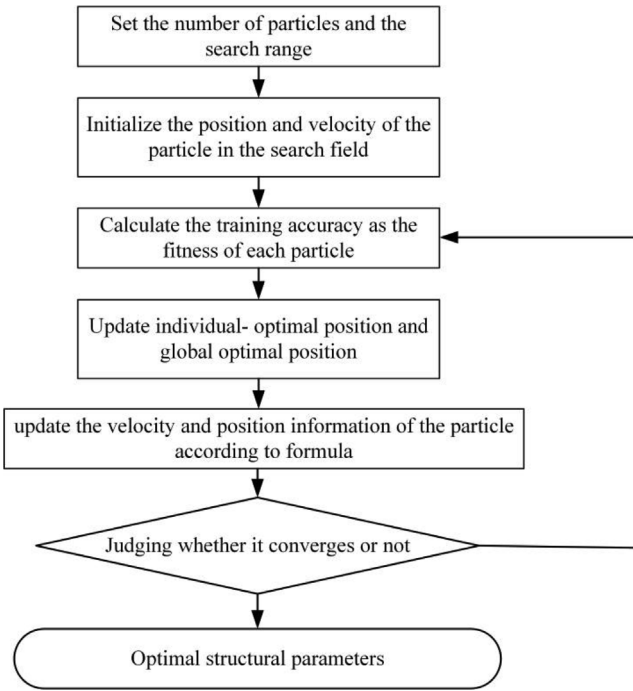 Set the number of particles and the
search range
Initialize the position and velocity of the
particle in the search field
Calculate the training accuracy as the
fitness of each particle
Update individual- optimal position and
global optimal position
update the velocity and position information of the particle
according to formula
Judging whether it converges or not
Optimal structural parameters